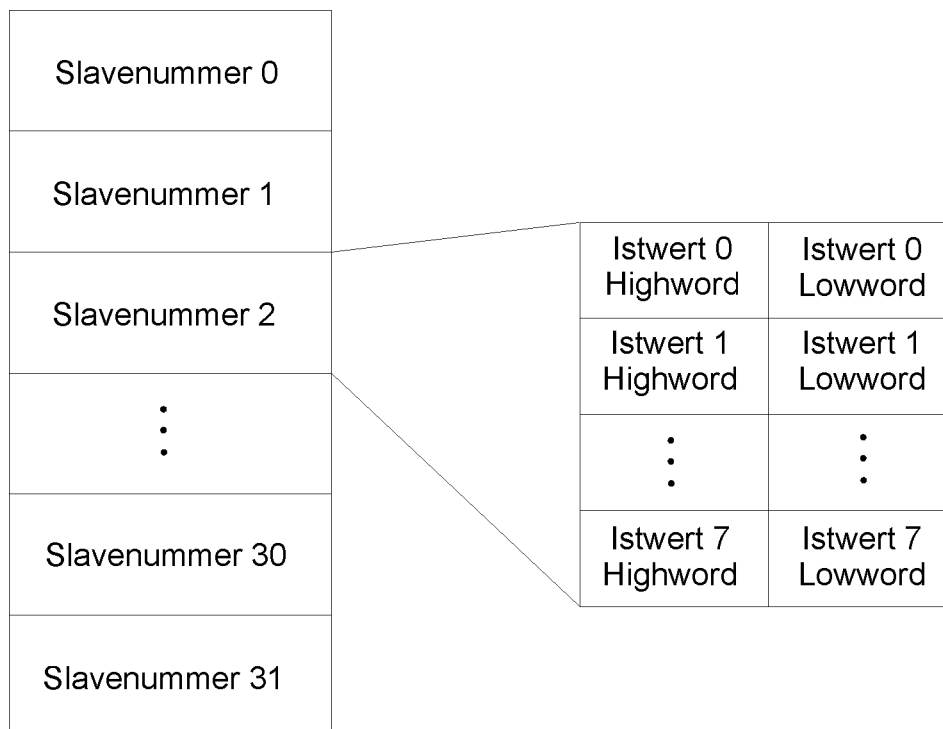 Slavenummer 0
Slavenummer 1
Slavenummer 2
Slavenummer 30
Slavenummer 31
Istwert 0
Highword
Istwert 0
Lowword
Istwert 1
Highword
Istwert 1
Lowword
Istwert 7
Highword
Istwert 7
Lowword